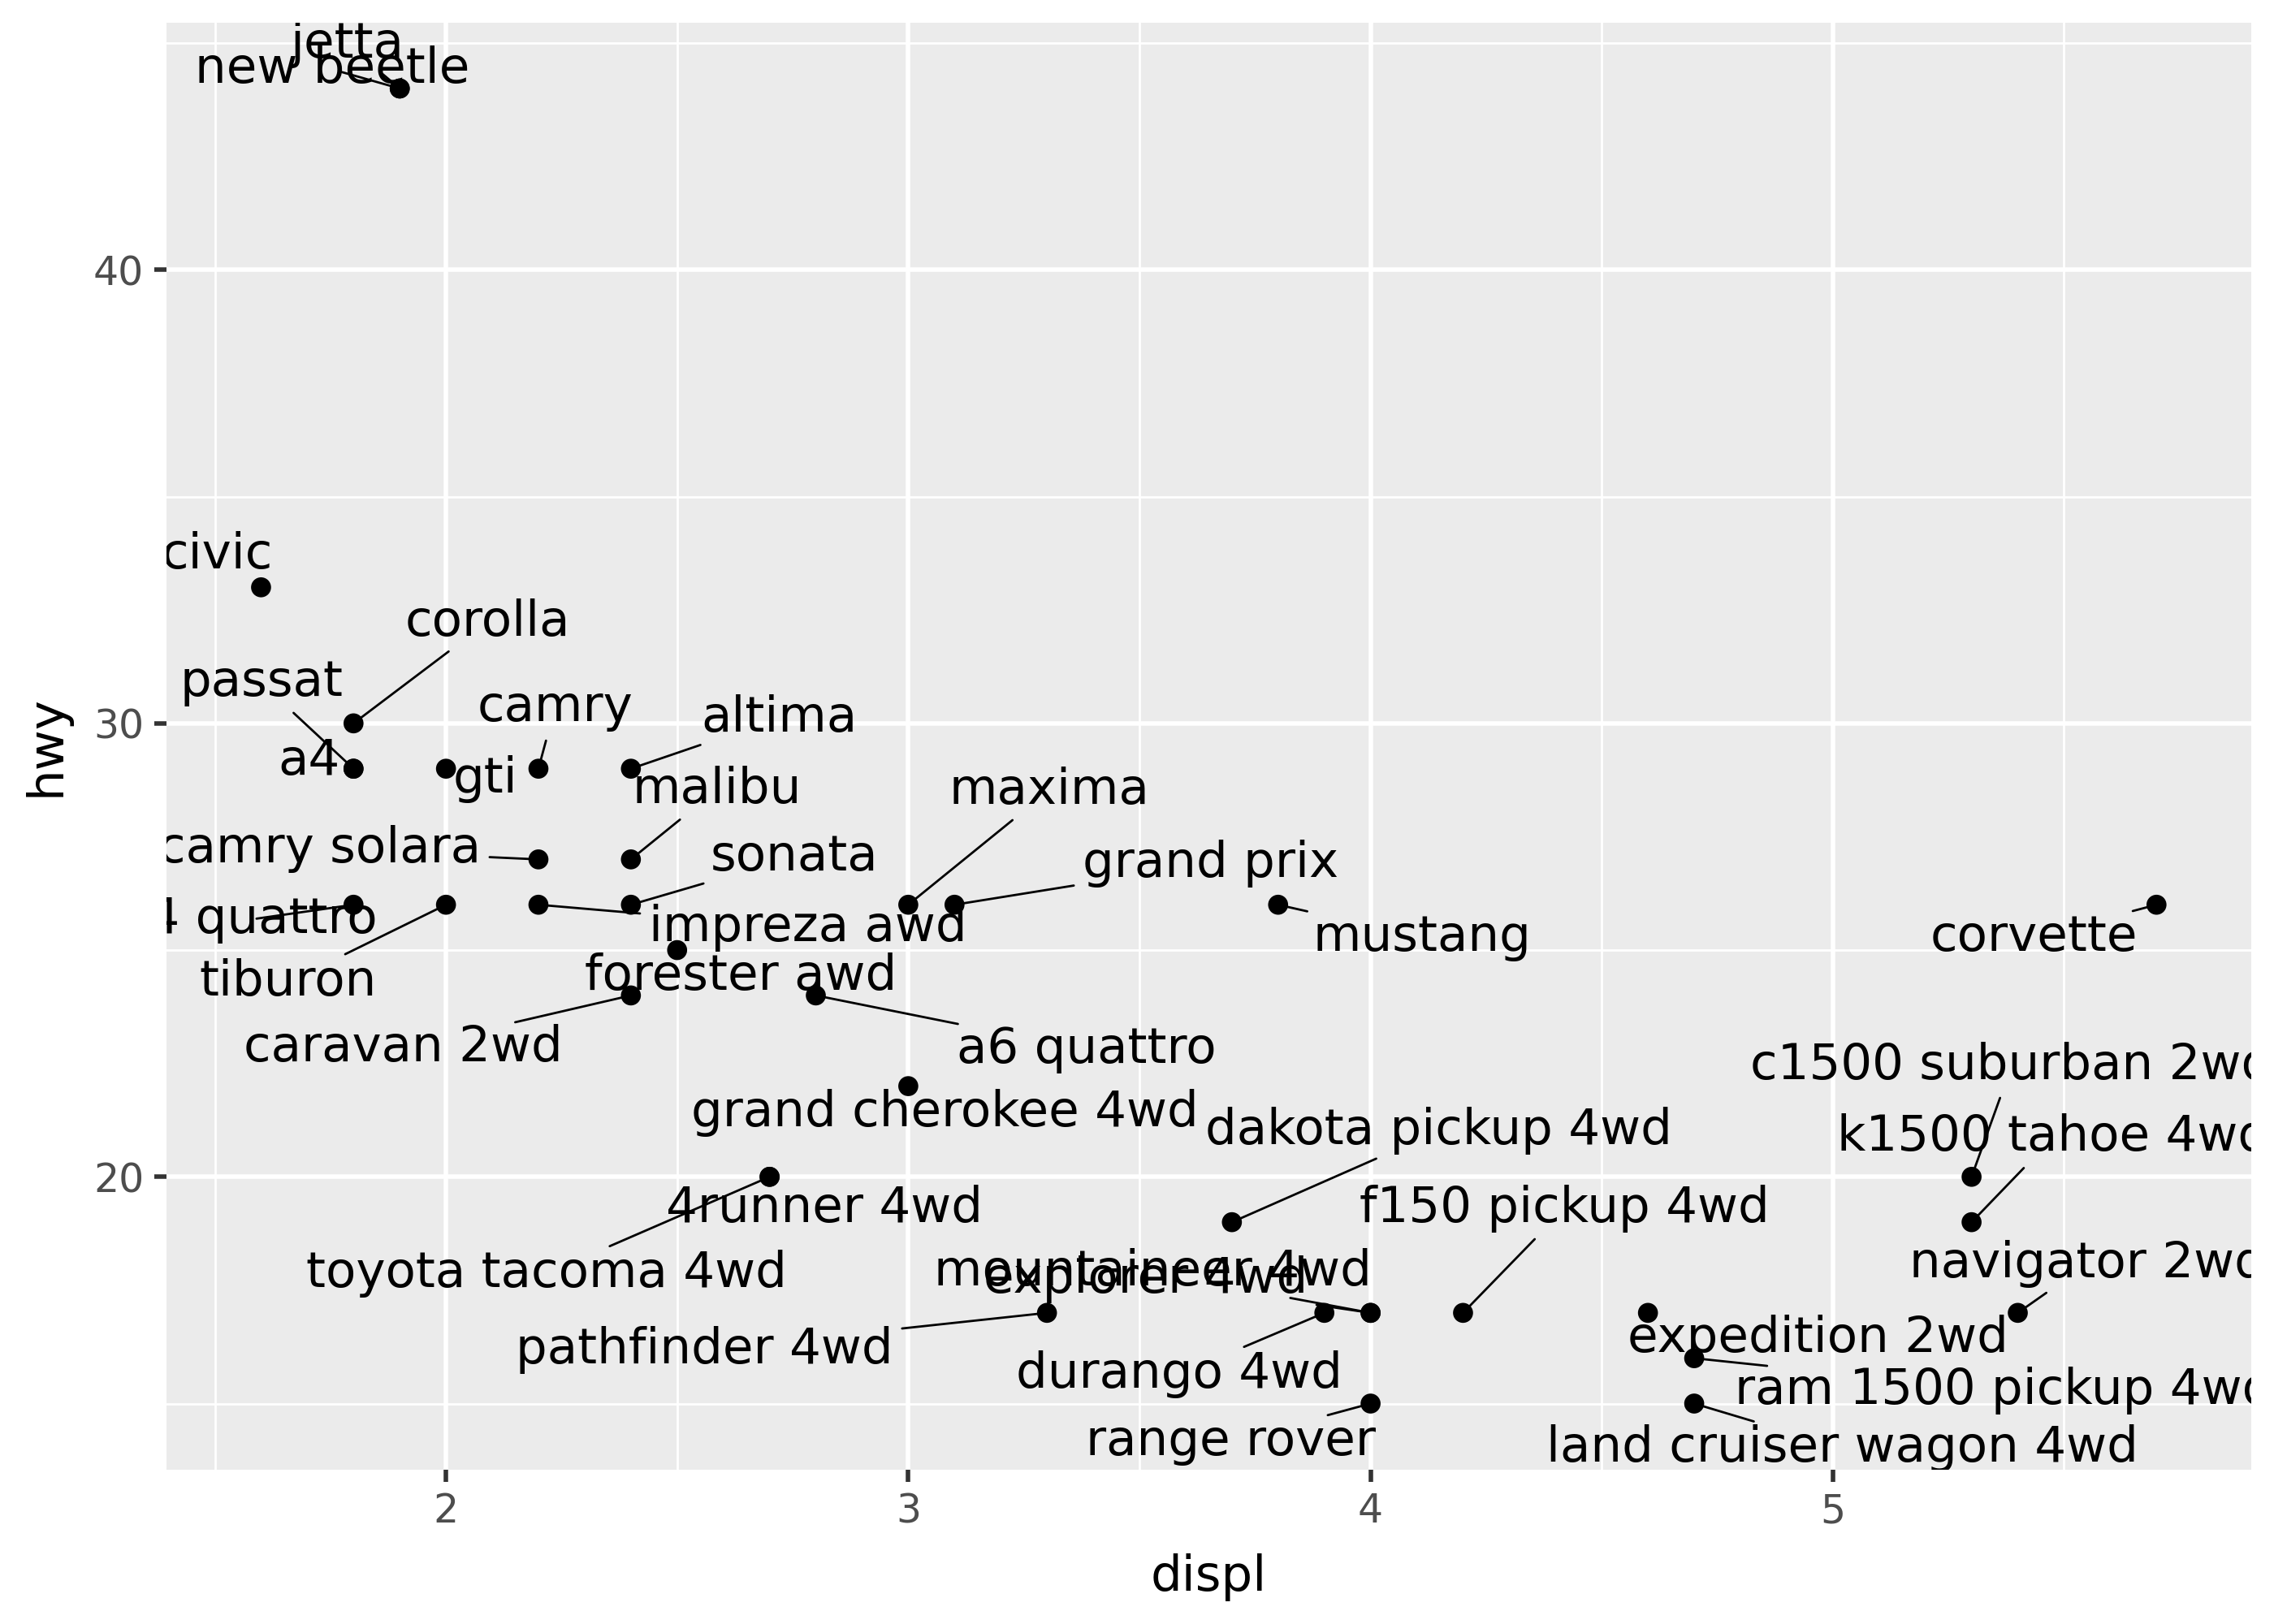 jetta
new beetle
40
civic
corolla
passat
camry
altima
30
a4
gti
malibu
maxima
camry solara
sonata
grand prix
4 quattro
impreza awd
mustang
corvette
forester awd
tiburon
caravan 2wd
a6 quattro
c1500 suburban 2wd
grand cherokee 4wd
dakota pickup 4wd
k1500 tahoe 4wd
20
4runner 4wd
f150 pickup 4wd
toyota tacoma 4wd
mountaineer 4wd
explorer 4wd
navigator 2wd
pathfinder 4wd
expedition 2wd
durango 4wd
ram 1500 pickup 4wd
range rover
land cruiser wagon 4wd
2 3 4 5
displ
hwy